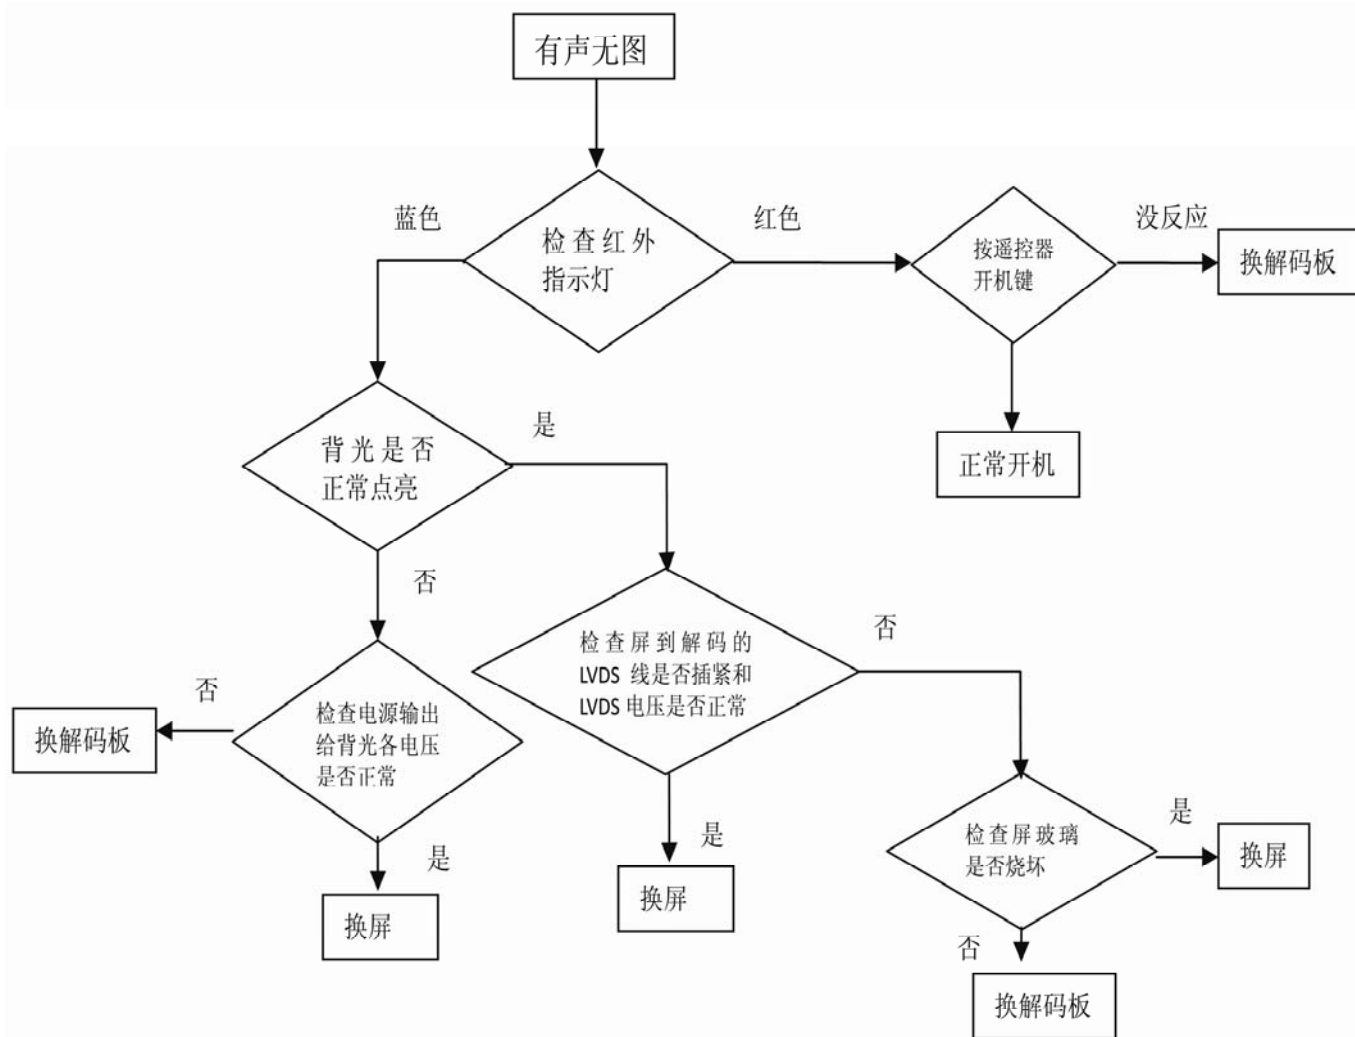 有声无图
蓝色
检查红外
指示灯
红色
按遥控器
开机键
没反应
换解码板
正常开机
背光是否
正常点亮
是
否
检查屏到解码的
LVDS 线是否插紧和
LVDS 电压是否正常
否
检查电源输出
给背光各电压
是否正常
否
换解码板
是
换屏
是
换屏
检查屏玻璃
是否烧坏
是
换屏
否
换解码板